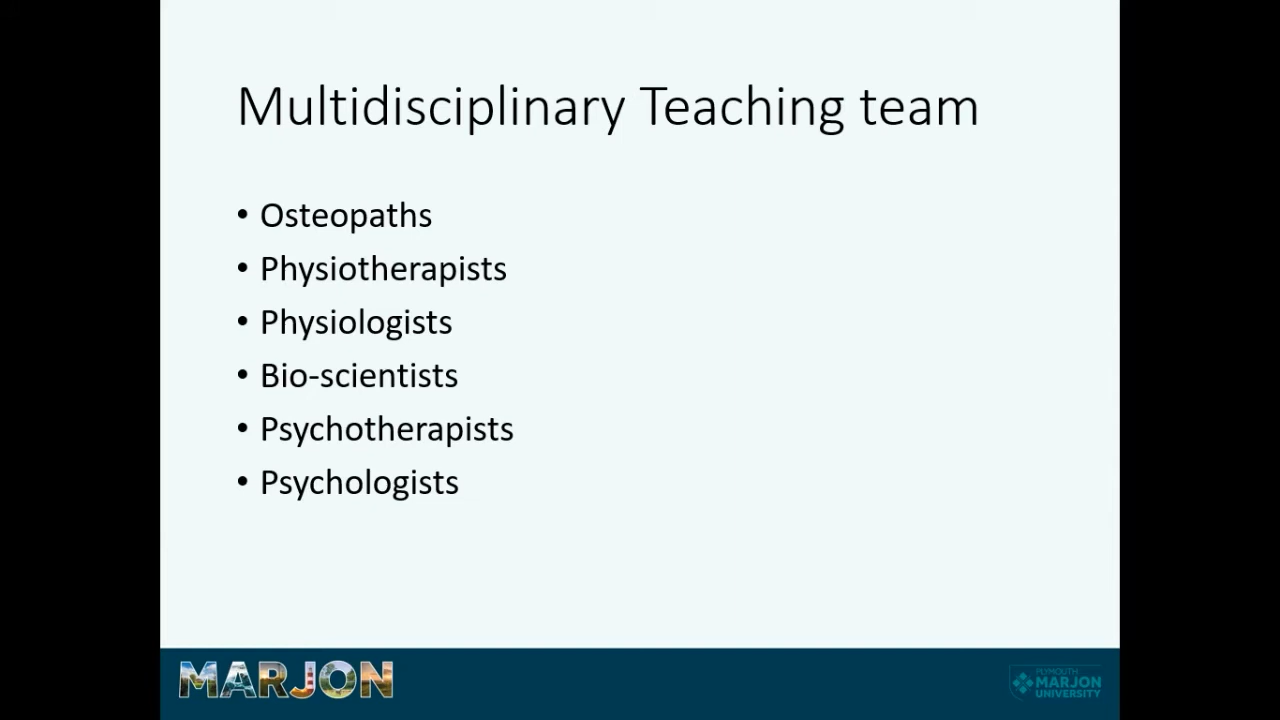 Multidisciplinary Teaching team
• Osteopaths
• Physiotherapists
• Physiologists
• Bio-scientists
• Psychotherapists
• Psychologists
MARJON
PLYMOUTH
MARJON
UNIVERSITY